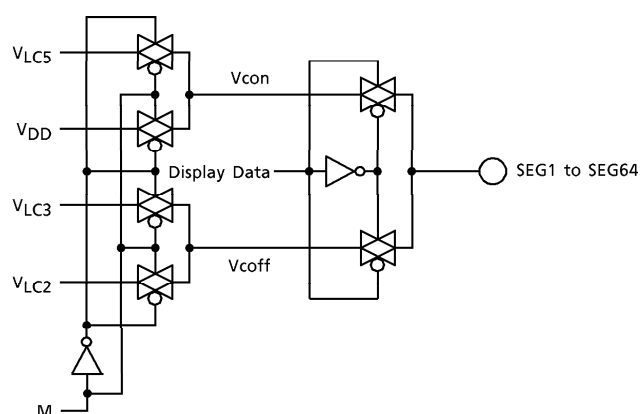 VLC5
Vcon
VDD
Display Data
SEG1 to SEG64
VLC3
Vcoff
VLC2
M